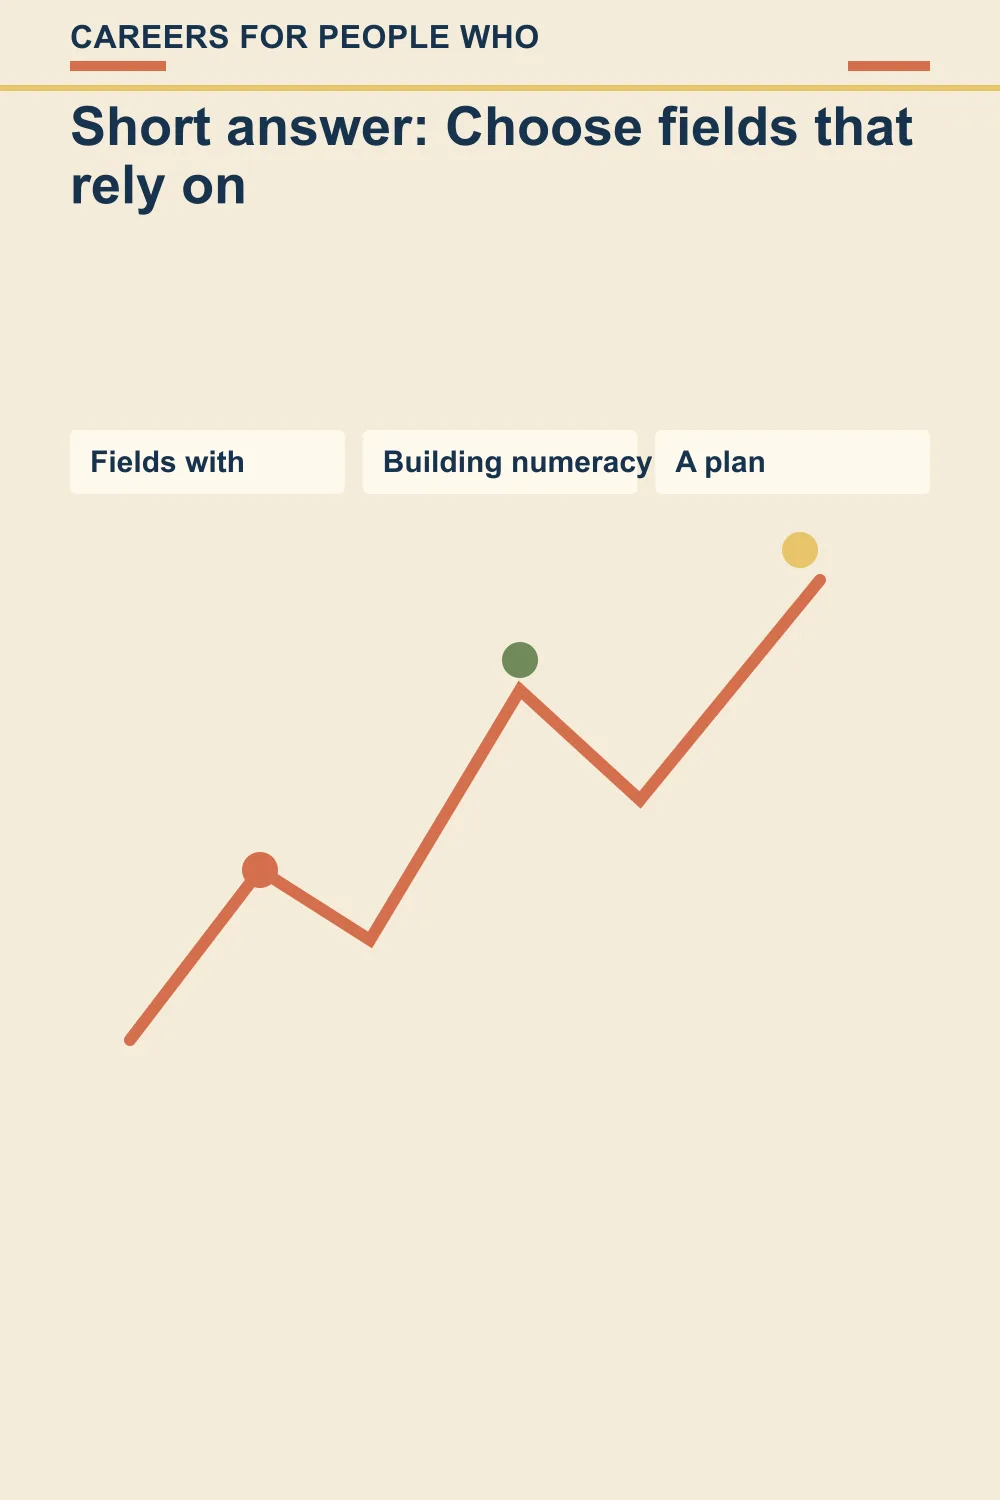 CAREERS FOR PEOPLE WHO
Short answer: Choose fields that
rely on
Fields with
Building numeracy
A plan